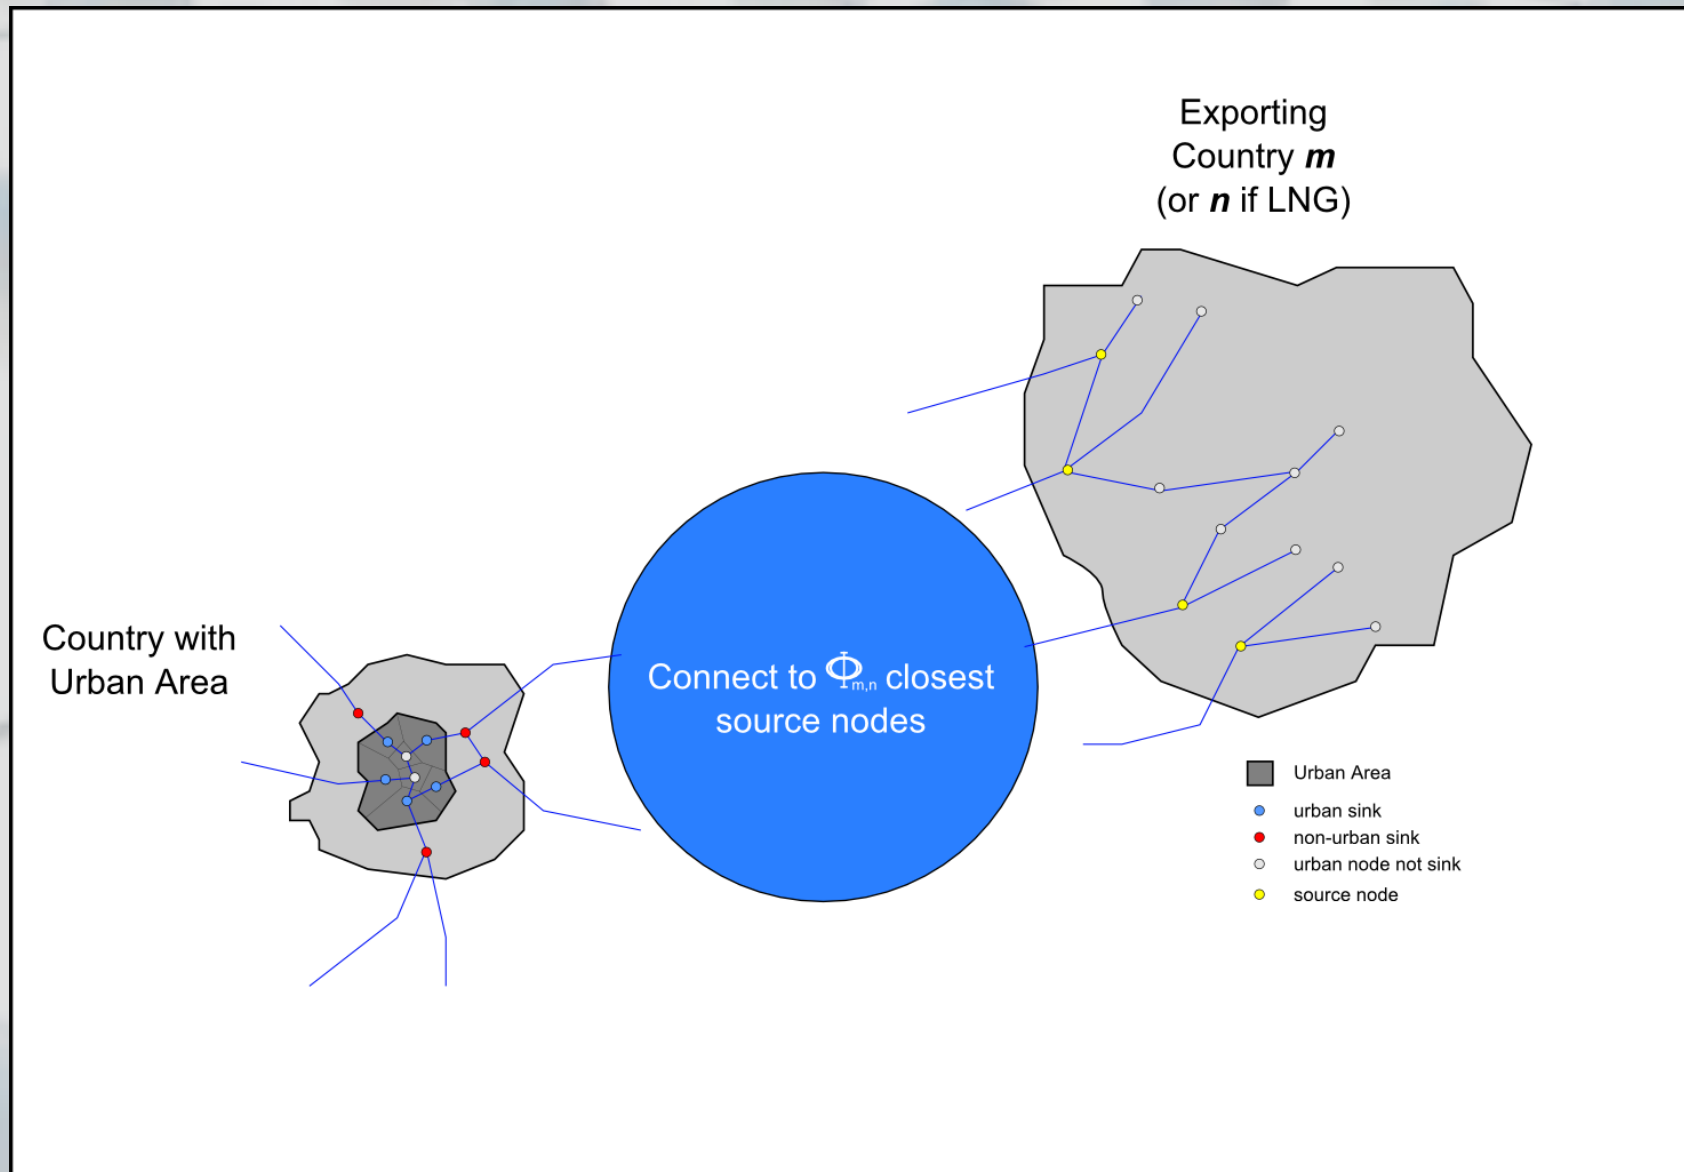 Exporting
Country m
(or n if LNG)
Country with
Urban Area
Connect to Φm,n closest
source nodes
Urban Area
urban sink
non-urban sink
urban node not sink
source node